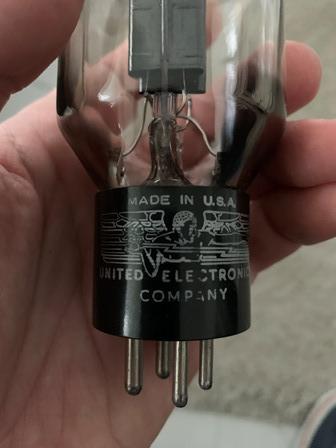 MADE IN U.S.A.
UNITED ELECTRONIC
COMPANY